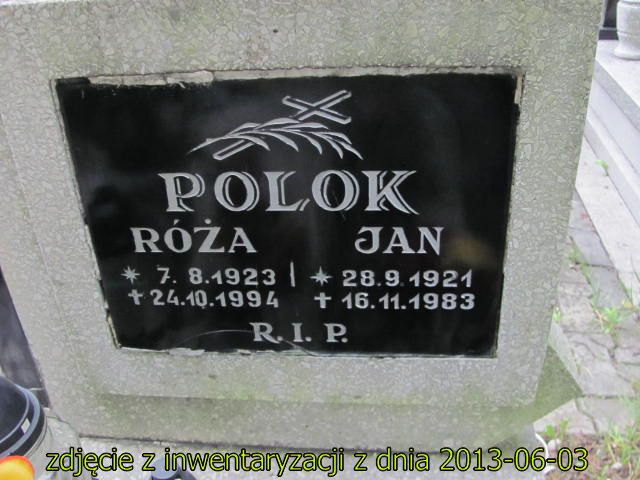 POLOK
RÓŻA JAN
* 7.8.1923 | * 28.9.1921
✝ 24.10.1994 ✝ 16.11.1983
R.I.P.
zdjęcie z inwentaryzacji z dnia 2013-06-03